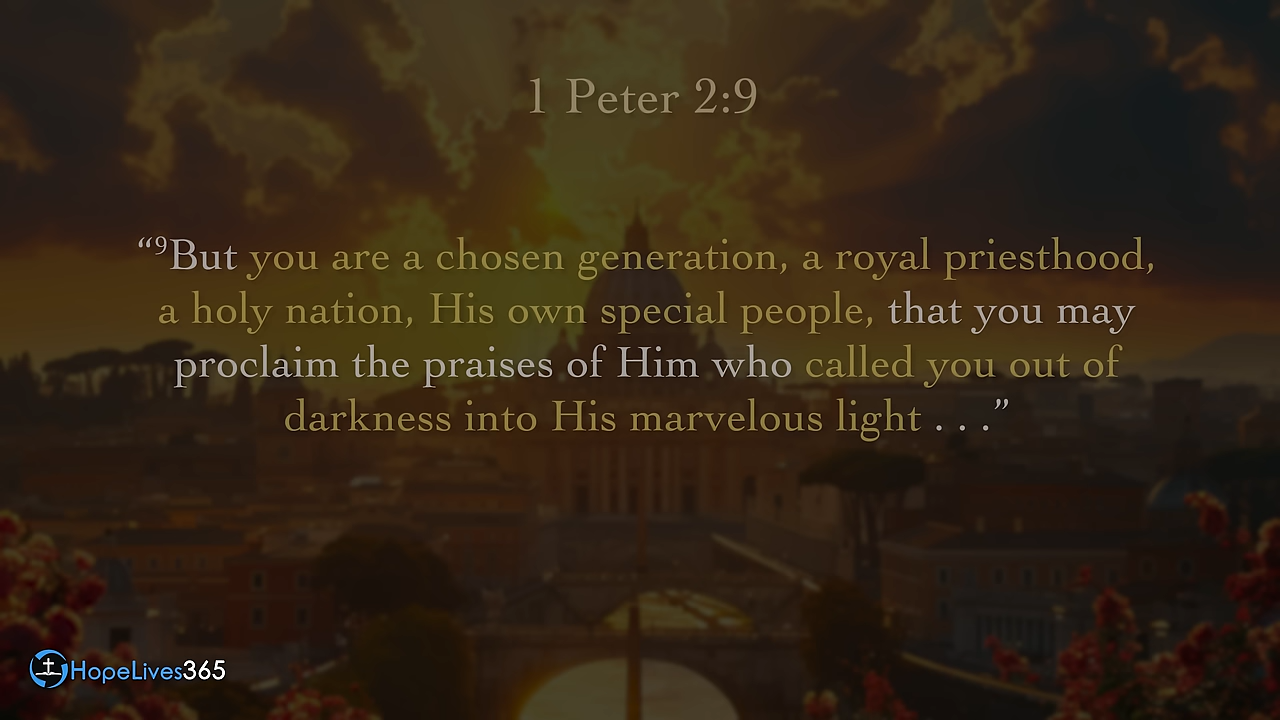 1 Peter 2:9
“⁹But you are a chosen generation, a royal priesthood,
a holy nation, His own special people, that you may
proclaim the praises of Him who called you out of
darkness into His marvelous light . . .”
HopeLives365